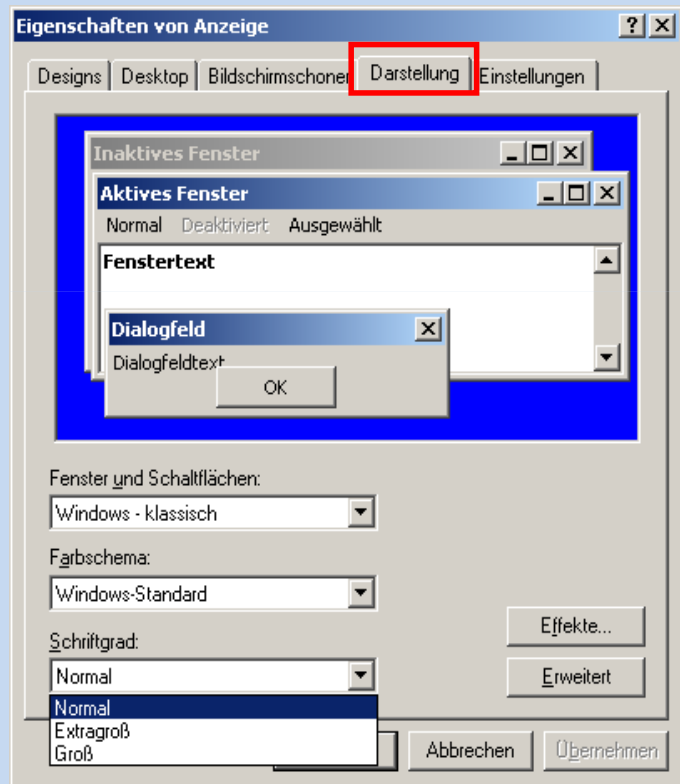 Eigenschaften von Anzeige
Designs Desktop Bildschirmschoner Darstellung Einstellungen
Inaktives Fenster
Aktives Fenster
Normal Deaktiviert Ausgewählt
Fenstertext
Dialogfeld
Dialogfeldtext
OK
Fenster und Schaltflächen:
Windows - klassisch
Farbschema:
Windows-Standard
Effekte...
Schriftgrad:
Normal
Erweitert
Normal
Extragroß
Groß
Abbrechen Übernehmen